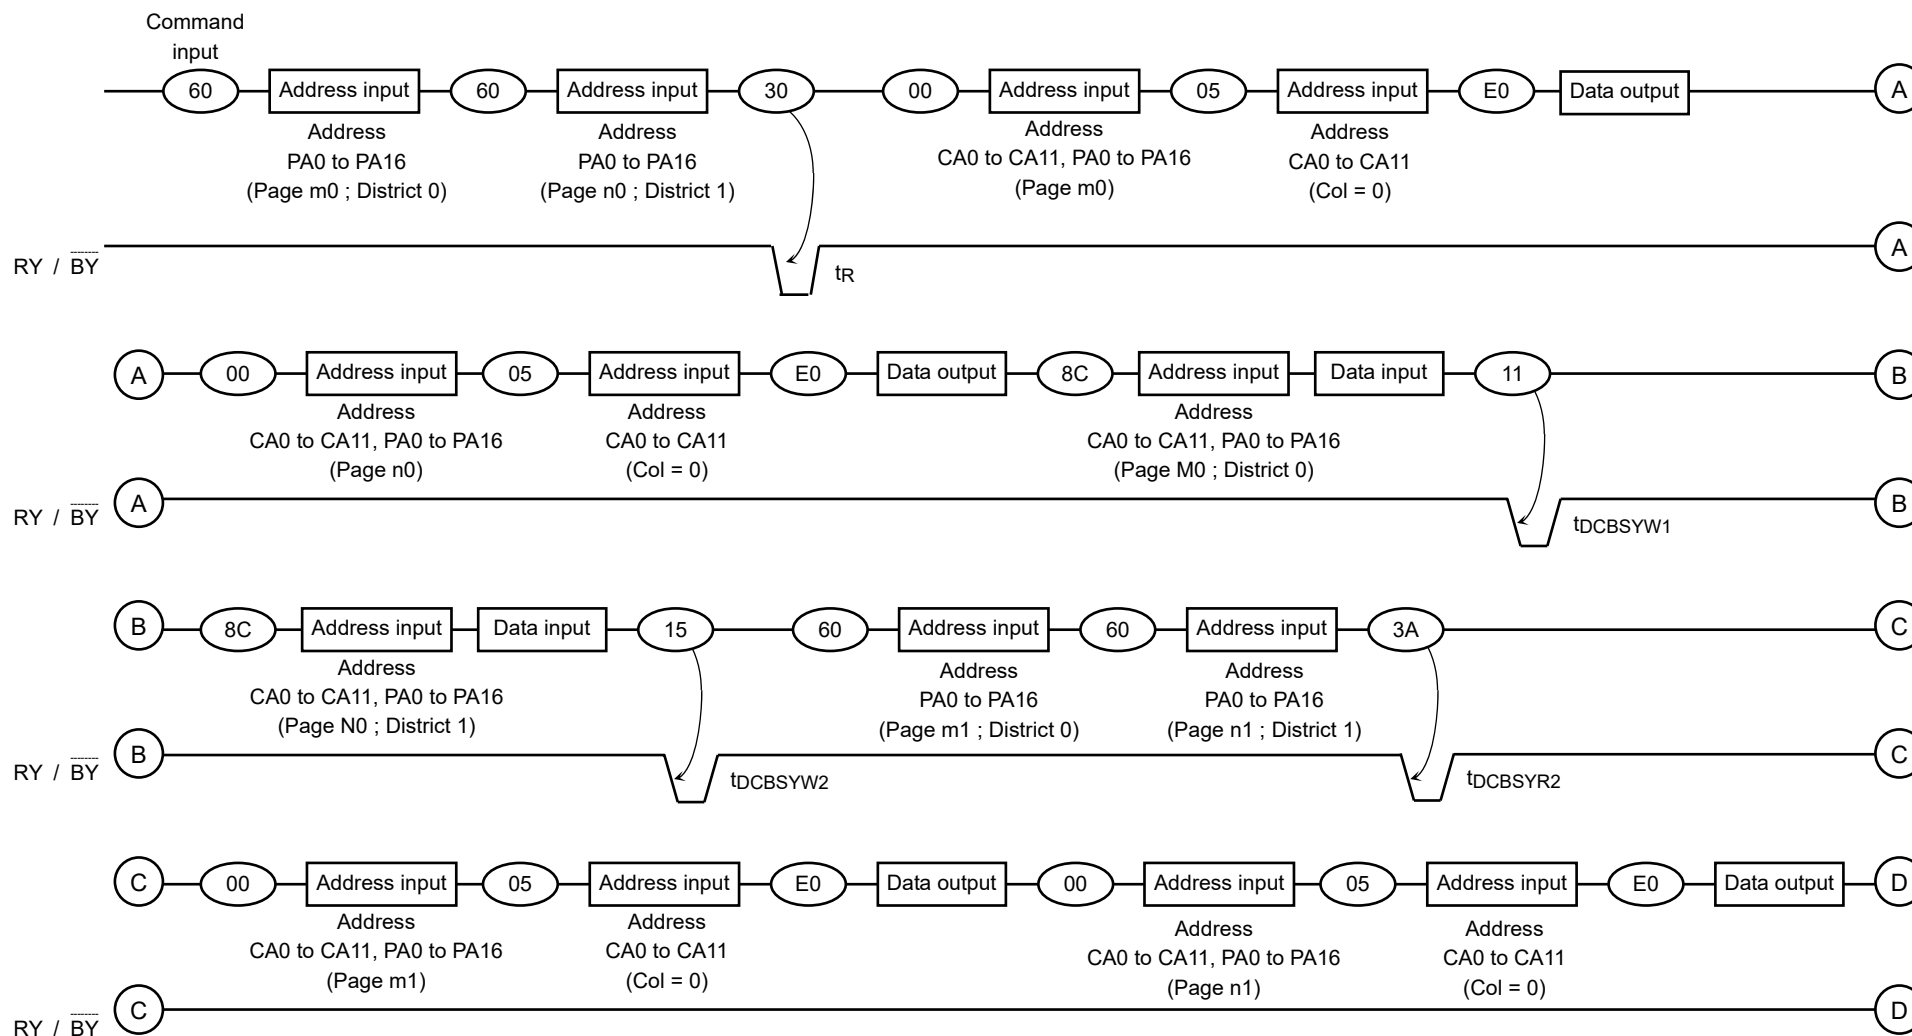 Command
input
60 Address input 60 Address input 30 00 Address input 05 Address input E0 Data output A
Address Address Address Address
PA0 to PA16 PA0 to PA16 CA0 to CA11, PA0 to PA16 CA0 to CA11
(Page m0 ; District 0) (Page n0 ; District 1) (Page m0) (Col = 0)
RY / BY tR A
A 00 Address input 05 Address input E0 Data output 8C Address input Data input 11 B
Address Address Address
CA0 to CA11, PA0 to PA16 CA0 to CA11 CA0 to CA11, PA0 to PA16
(Page n0) (Col = 0) (Page M0 ; District 0)
RY / BY A tDCBSYW1 B
B 8C Address input Data input 15 60 Address input 60 Address input 3A C
Address Address Address
CA0 to CA11, PA0 to PA16 PA0 to PA16 PA0 to PA16
(Page N0 ; District 1) (Page m1 ; District 0) (Page n1 ; District 1)
RY / BY B tDCBSYW2 tDCBSYR2 C
C 00 Address input 05 Address input E0 Data output 00 Address input 05 Address input E0 Data output D
Address Address Address Address
CA0 to CA11, PA0 to PA16 CA0 to CA11 CA0 to CA11, PA0 to PA16 CA0 to CA11
(Page m1) (Col = 0) (Page n1) (Col = 0)
RY / BY C D